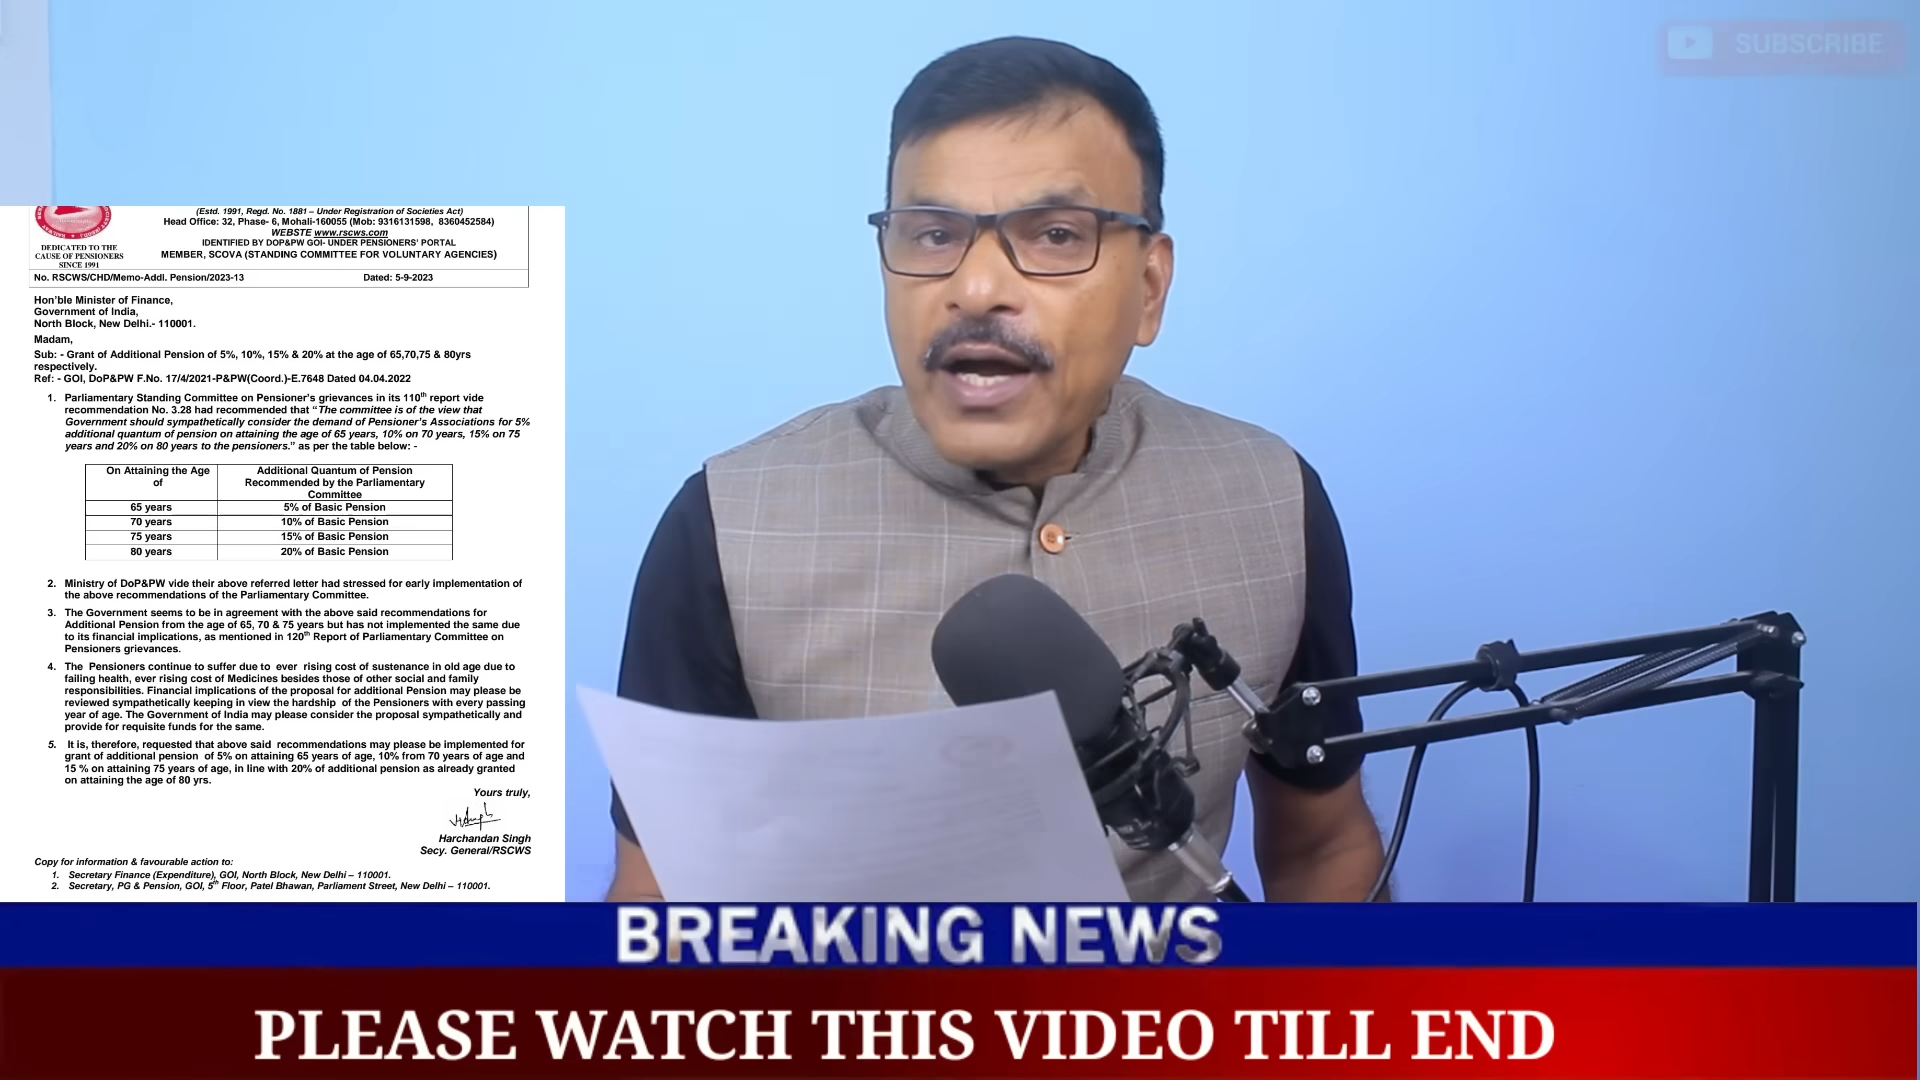 SUBSCRIBE
(Estd. 1991, Regd. No. 1881 – Under Registration of Societies Act)
Head Office: 32, Phase- 6, Mohali-160055 (Mob: 9316131598, 8360452584)
WEBSTE www.rscws.com
IDENTIFIED BY DOP&PW GOI- UNDER PENSIONERS' PORTAL
MEMBER, SCOVA (STANDING COMMITTEE FOR VOLUNTARY AGENCIES)
DEDICATED TO THE
CAUSE OF PENSIONERS
SINCE 1991
No. RSCWS/CHD/Memo-Addl. Pension/2023-13 Dated: 5-9-2023
Hon'ble Minister of Finance,
Government of India,
North Block, New Delhi.- 110001.
Madam,
Sub: - Grant of Additional Pension of 5%, 10%, 15% & 20% at the age of 65,70,75 & 80yrs
respectively.
Ref: - GOI, DoP&PW F.No. 17/4/2021-P&PW(Coord.)-E.7648 Dated 04.04.2022
1. Parliamentary Standing Committee on Pensioner's grievances in its 110th report vide
recommendation No. 3.28 had recommended that "The committee is of the view that
Government should sympathetically consider the demand of Pensioner's Associations for 5%
additional quantum of pension on attaining the age of 65 years, 10% on 70 years, 15% on 75
years and 20% on 80 years to the pensioners." as per the table below: -
On Attaining the Age
of
Additional Quantum of Pension
Recommended by the Parliamentary
Committee
65 years 5% of Basic Pension
70 years 10% of Basic Pension
75 years 15% of Basic Pension
80 years 20% of Basic Pension
2. Ministry of DoP&PW vide their above referred letter had stressed for early implementation of
the above recommendations of the Parliamentary Committee.
3. The Government seems to be in agreement with the above said recommendations for
Additional Pension from the age of 65, 70 & 75 years but has not implemented the same due
to its financial implications, as mentioned in 120th Report of Parliamentary Committee on
Pensioners grievances.
4. The Pensioners continue to suffer due to ever rising cost of sustenance in old age due to
failing health, ever rising cost of Medicines besides those of other social and family
responsibilities. Financial implications of the proposal for additional Pension may please be
reviewed sympathetically keeping in view the hardship of the Pensioners with every passing
year of age. The Government of India may please consider the proposal sympathetically and
provide for requisite funds for the same.
5. It is, therefore, requested that above said recommendations may please be implemented for
grant of additional pension of 5% on attaining 65 years of age, 10% from 70 years of age and
15 % on attaining 75 years of age, in line with 20% of additional pension as already granted
on attaining the age of 80 yrs.
Yours truly,
Harchandan Singh
Secy. General/RSCWS
Copy for information & favourable action to:
1. Secretary Finance (Expenditure), GOI, North Block, New Delhi – 110001.
2. Secretary, PG & Pension, GOI, 5th Floor, Patel Bhawan, Parliament Street, New Delhi – 110001.
BREAKING NEWS
PLEASE WATCH THIS VIDEO TILL END